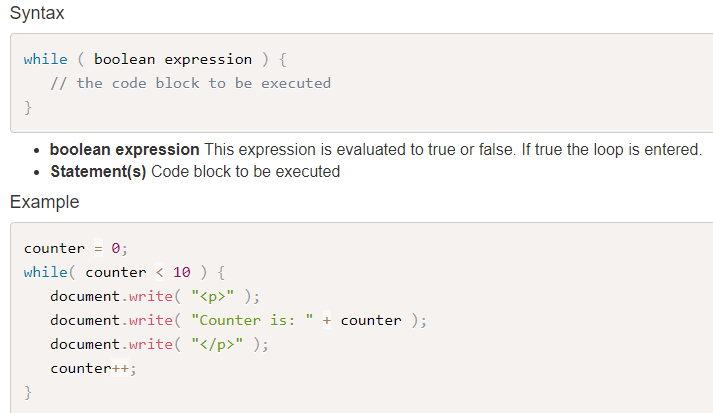 Syntax
while ( boolean expression ) {
   // the code block to be executed
}
• boolean expression This expression is evaluated to true or false. If true the loop is entered.
• Statement(s) Code block to be executed
Example
counter = 0;
while( counter < 10 ) {
   document.write( "<p>" );
   document.write( "Counter is: " + counter );
   document.write( "</p>" );
   counter++;
}